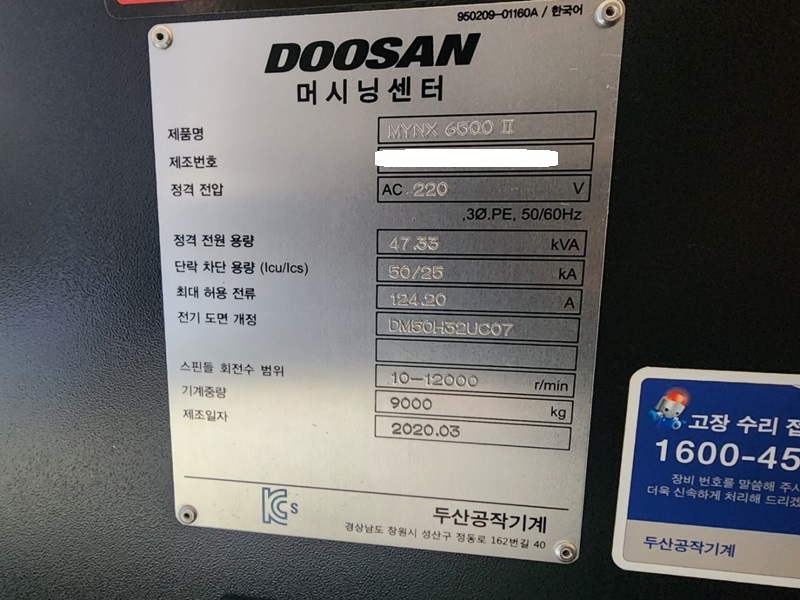 950209-01160A / 한국어
DOOSAN
머시닝센터
제품명 MYNX 6500 II
제조번호
정격 전압 AC 220 V
,3Ø.PE, 50/60Hz
정격 전원 용량 47.33 kVA
단락 차단 용량 (Icu/Ics) 50/25 kA
최대 허용 전류 124.20 A
전기 도면 개정 DM50H32UC07
스핀들 회전수 범위 10-12000 r/min
기계중량 9000 kg
제조일자 2020.03
KCs
두산공작기계
경상남도 창원시 성산구 정동로 162번길 40
고장 수리 접
1600-45
장비 번호를 말씀해 주시
더욱 신속하게 처리해 드리겠
두산공작기계